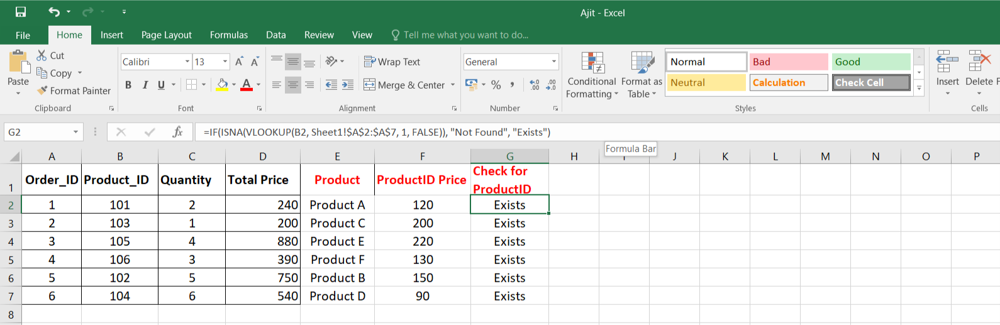 Ajit - Excel
File Home Insert Page Layout Formulas Data Review View Tell me what you want to do...
Paste
Cut
Copy
Format Painter
Clipboard
Calibri 13 A A
B I U A
Font
Wrap Text
Merge & Center
Alignment
General
% , .00 .00
Number
Conditional Formatting
Format as Table
Normal Bad Good
Neutral Calculation Check Cell
Styles
Insert Delete F
Cells
G2 fx =IF(ISNA(VLOOKUP(B2, Sheet1!$A$2:$A$7, 1, FALSE)), "Not Found", "Exists")
Formula Bar
A B C D E F G H I J K L M N O P
1 Order_ID Product_ID Quantity Total Price Product ProductID Price Check for
ProductID
2 1 101 2 240 Product A 120 Exists
3 2 103 1 200 Product C 200 Exists
4 3 105 4 880 Product E 220 Exists
5 4 106 3 390 Product F 130 Exists
6 5 102 5 750 Product B 150 Exists
7 6 104 6 540 Product D 90 Exists
8